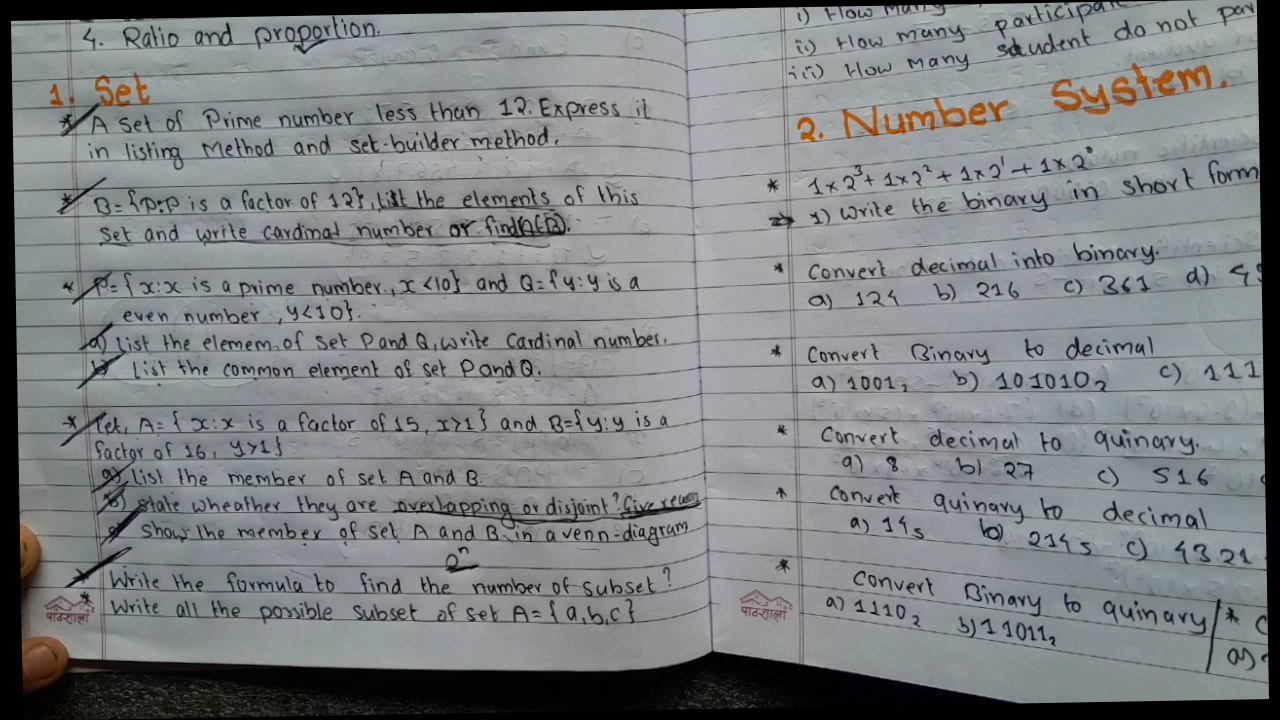 4. Ratio and proportion.
1. Set
* A Set of Prime number less than 12. Express it
in listing Method and set-builder method.
* B={P:P is a factor of 12}, List the elements of this
Set and write cardinal number or find n(B).
* P={x:x is a prime number, x<10} and Q={y:y is a
even number, y<10}.
a) List the elemem. of set P and Q, write Cardinal number.
b) List the common element of set P and Q.
* Let, A={x:x is a factor of 15, x>1} and B={y:y is a
factor of 16, y>1}
a) List the member of set A and B.
b) State wheather they are overlapping or disjoint? Give reason
c) Show the member of set A and B in a venn-diagram
2ⁿ
* Write the formula to find the number of subset?
* Write all the possible subset of set A={a,b,c}
पाठशाला
i) How many
ii) How many
iii) How many student do not
2. Number System.
* 1×2³+1×2²+1×2¹+1×2⁰
1) Write the binary in short form
* Convert decimal into binary.
a) 124 b) 216 c) 361 d)
* Convert Binary to decimal
a) 1001₂ b) 101010₂ c) 111
* Convert decimal to quinary.
a) 8 b) 27 c) 516
* Convert quinary to decimal
a) 14₅ b) 214₅ c) 4321
* Convert Binary to quinary
a) 1110₂ b) 11011₂
* C
a)
पाठशाला